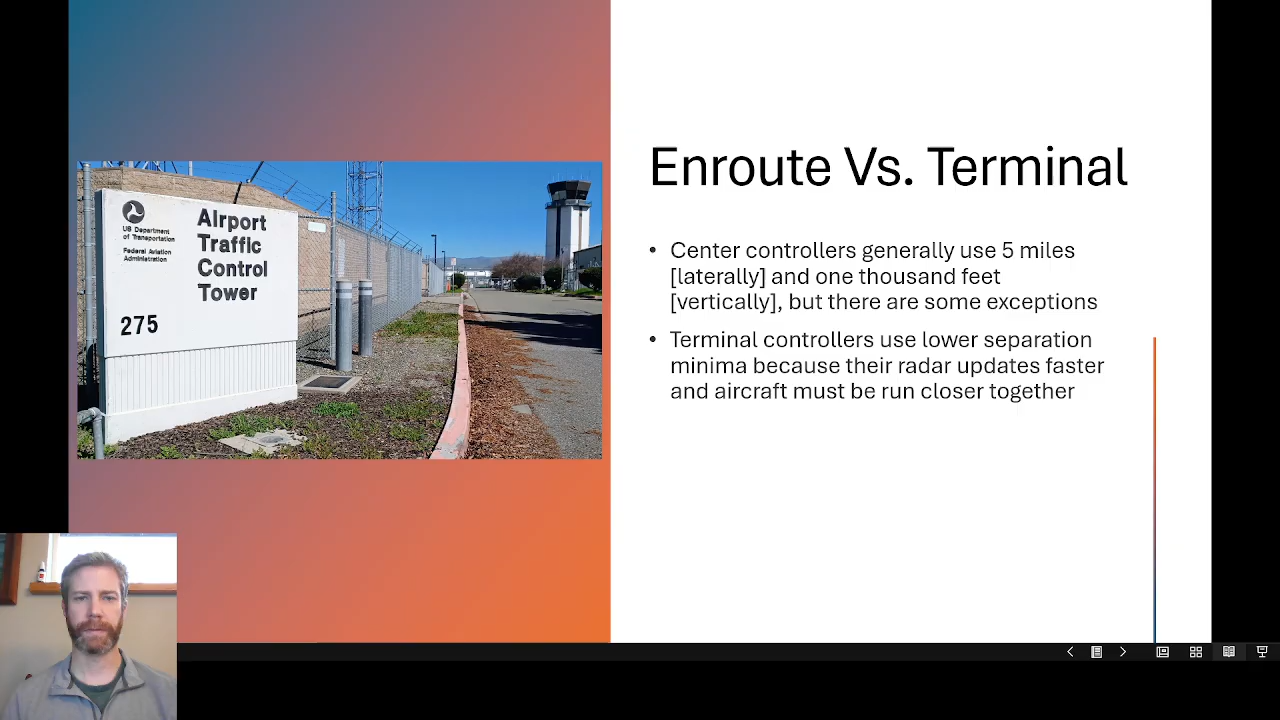 Enroute Vs. Terminal
• Center controllers generally use 5 miles
[laterally] and one thousand feet
[vertically], but there are some exceptions
• Terminal controllers use lower separation
minima because their radar updates faster
and aircraft must be run closer together
US Department
of Transportation
Federal Aviation
Administration
Airport
Traffic
Control
Tower
275